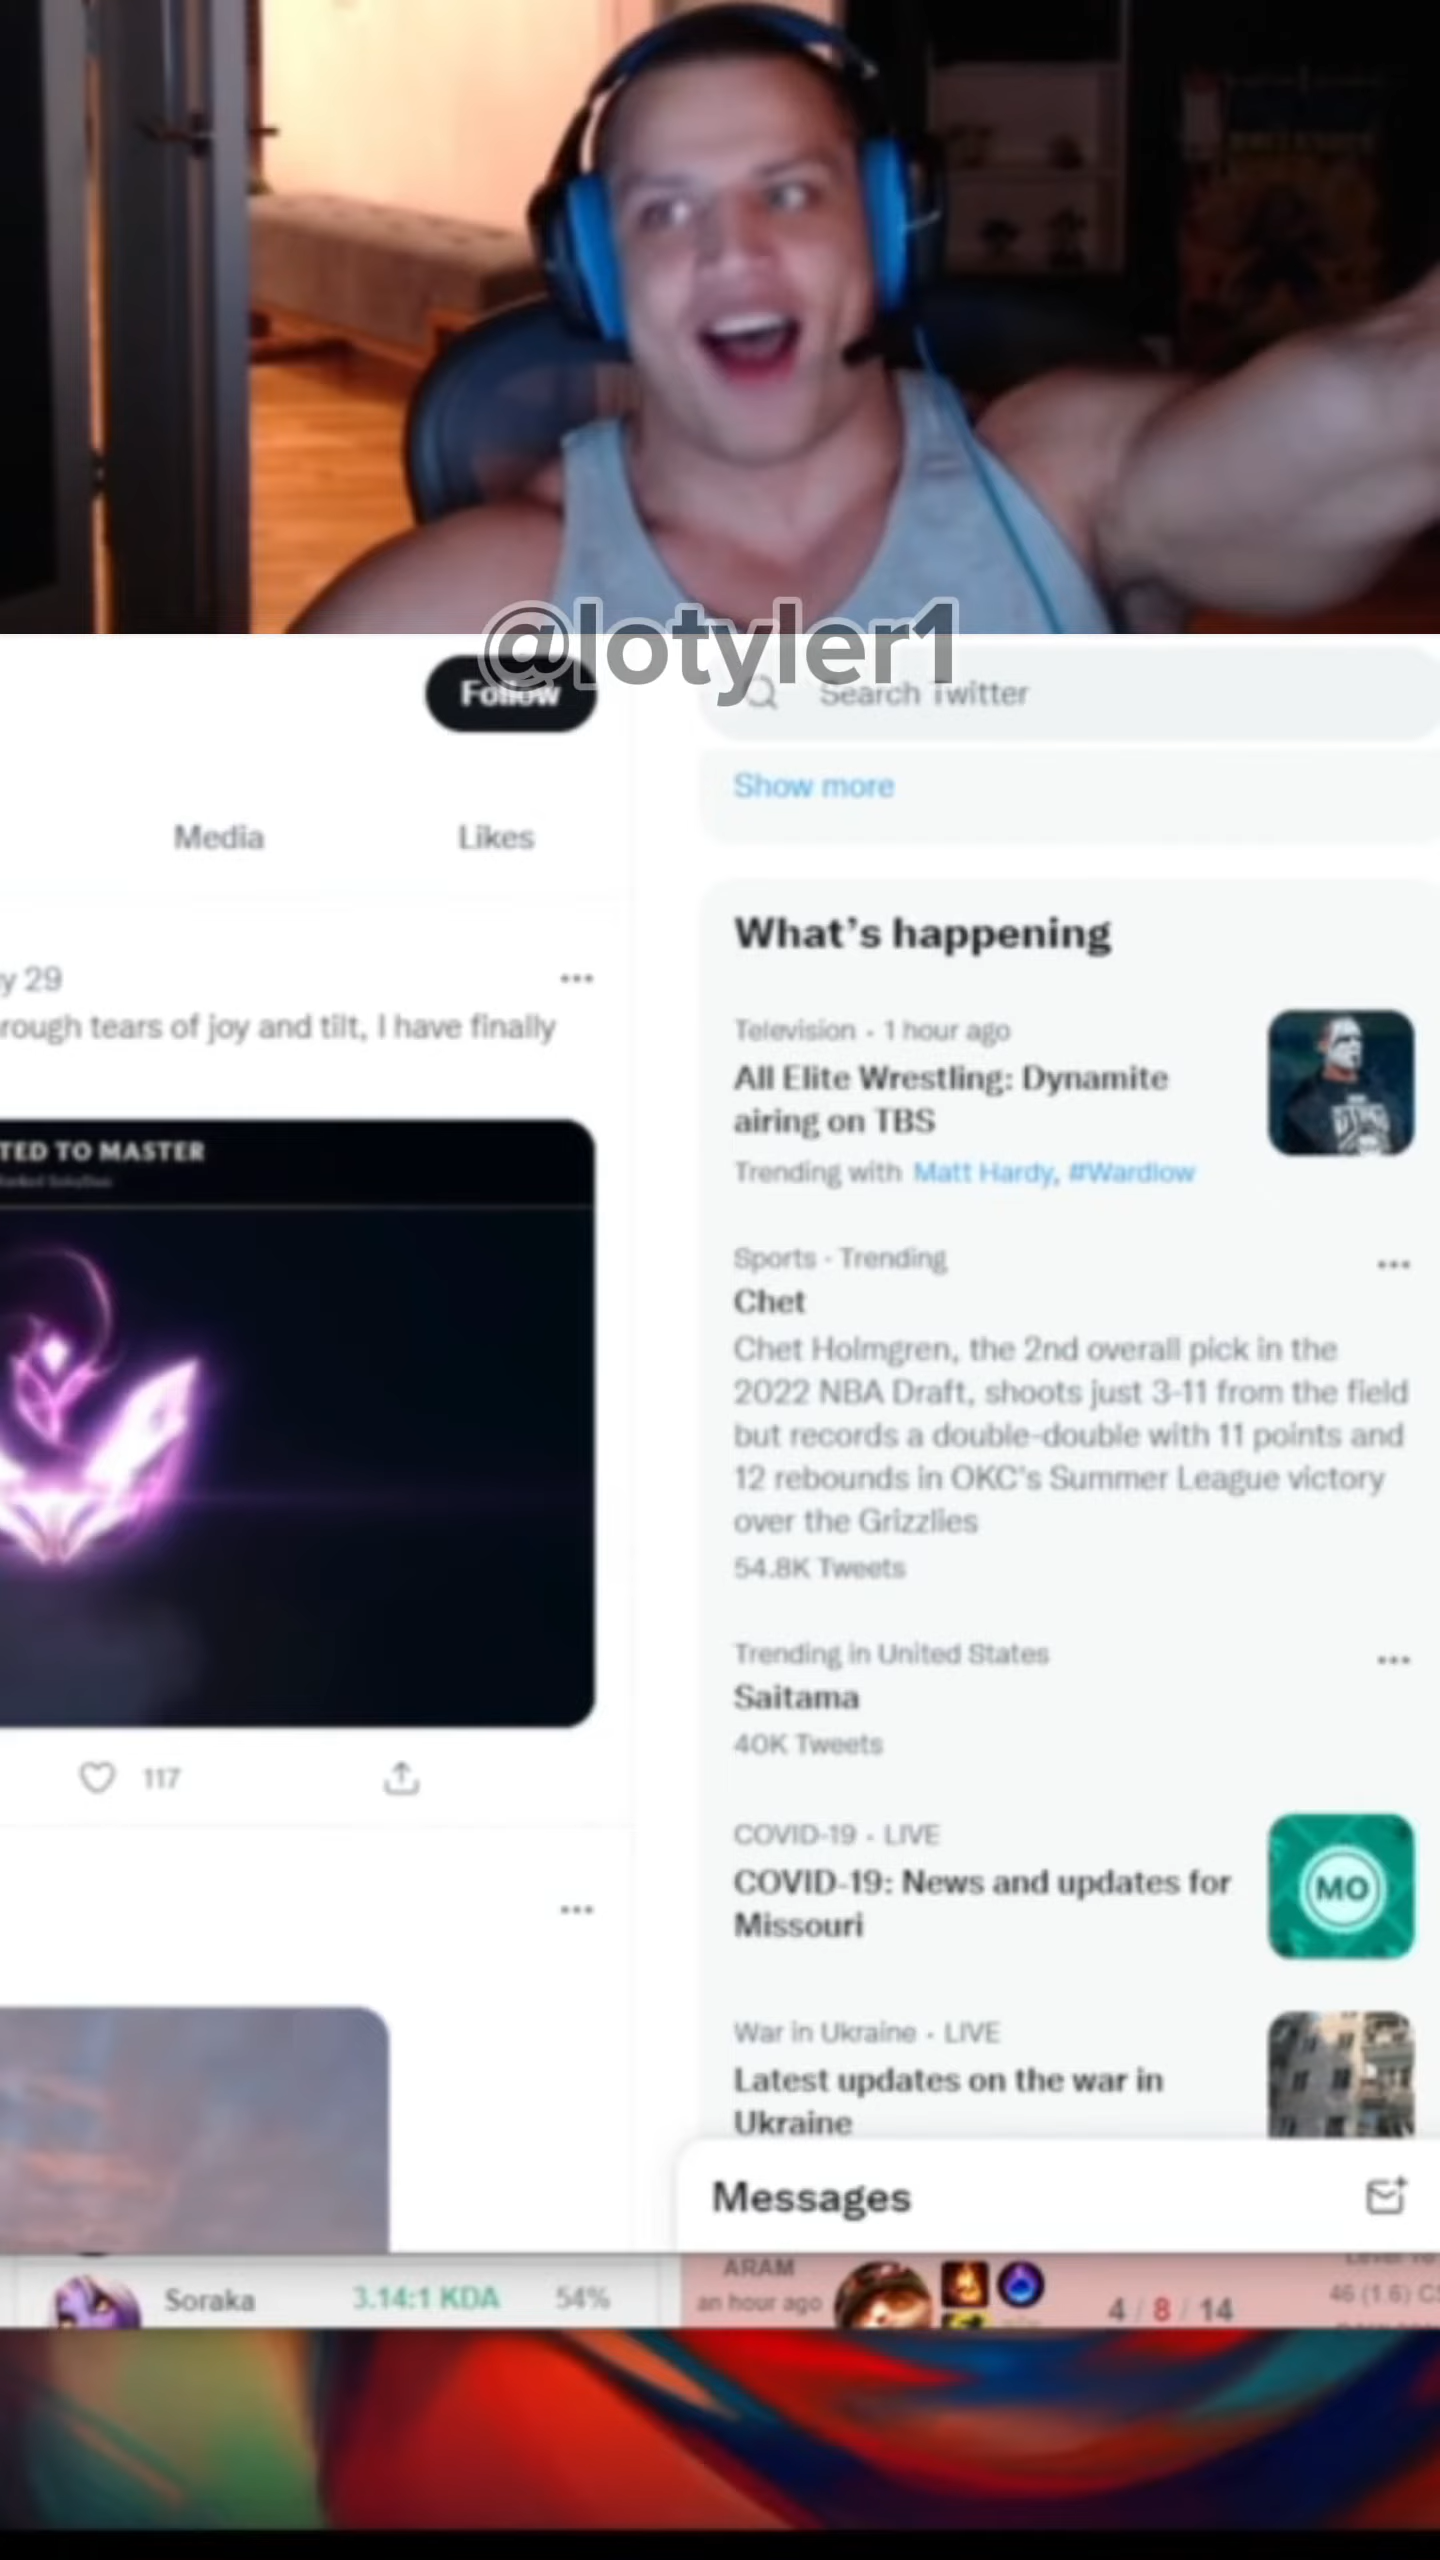 @lotyler1
Follow
Search Twitter
Show more
Media
Likes
What's happening
y 29
rough tears of joy and tilt, I have finally
TED TO MASTER
Television · 1 hour ago
All Elite Wrestling: Dynamite
airing on TBS
Trending with Matt Hardy, #Wardlow
Sports · Trending
Chet
Chet Holmgren, the 2nd overall pick in the
2022 NBA Draft, shoots just 3-11 from the field
but records a double-double with 11 points and
12 rebounds in OKC's Summer League victory
over the Grizzlies
54.8K Tweets
Trending in United States
Saitama
40K Tweets
117
COVID-19 · LIVE
COVID-19: News and updates for
Missouri
MO
War in Ukraine · LIVE
Latest updates on the war in
Ukraine
Messages
Soraka 3.14:1 KDA 54%
ARAM
an hour ago
4 / 8 / 14
46 (1.6) CS